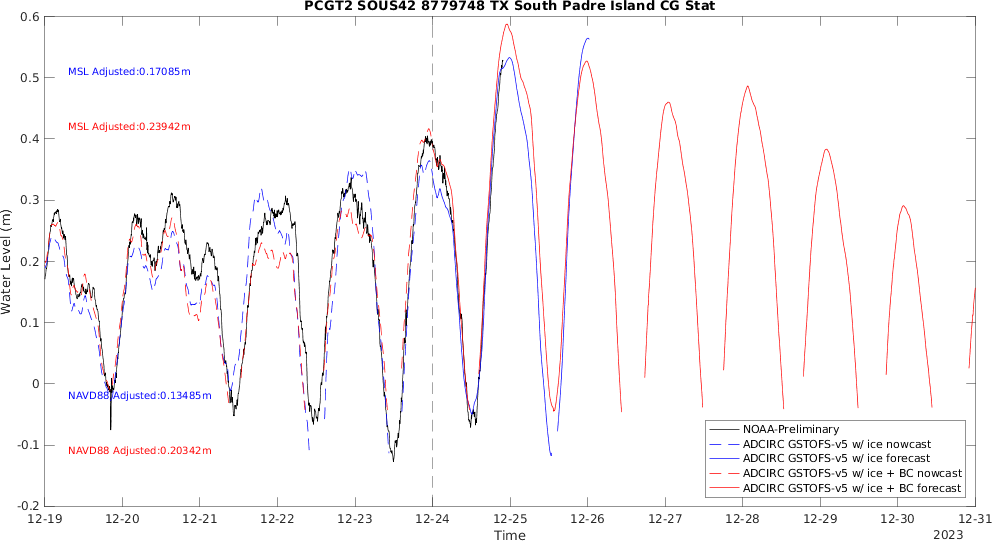 PCGT2 SOUS42 8779748 TX South Padre Island CG Stat
Water Level (m)
0.6
0.5
0.4
0.3
0.2
0.1
0
-0.1
-0.2
MSL Adjusted:0.17085m
MSL Adjusted:0.23942m
NAVD88 Adjusted:0.13485m
NAVD88 Adjusted:0.20342m
NOAA-Preliminary
ADCIRC GSTOFS-v5 w/ ice nowcast
ADCIRC GSTOFS-v5 w/ ice forecast
ADCIRC GSTOFS-v5 w/ ice + BC nowcast
ADCIRC GSTOFS-v5 w/ ice + BC forecast
12-19 12-20 12-21 12-22 12-23 12-24 12-25 12-26 12-27 12-28 12-29 12-30 12-31
Time
2023